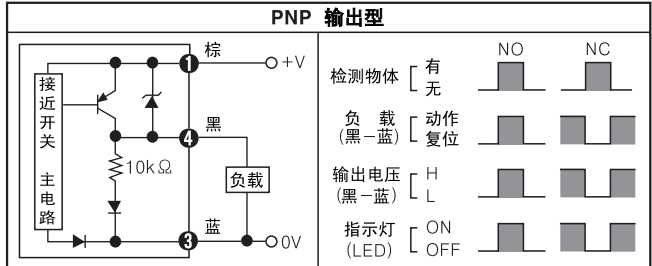 PNP 输出型
棕
1
+V
接近开关 主电路
黑
4
10kΩ
负载
蓝
3
0V
NO NC
检测物体 有
无
负 载 动作
(黑－蓝) 复位
输出电压 H
(黑－蓝) L
指示灯 ON
(LED) OFF